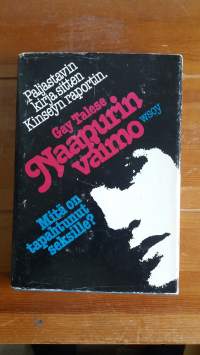 Paljastavin
kirja sitten
Kinseyn raportin.
Gay Talese
Naapurin
vaimo
wsoy
Mitä on
tapahtunut
seksille?